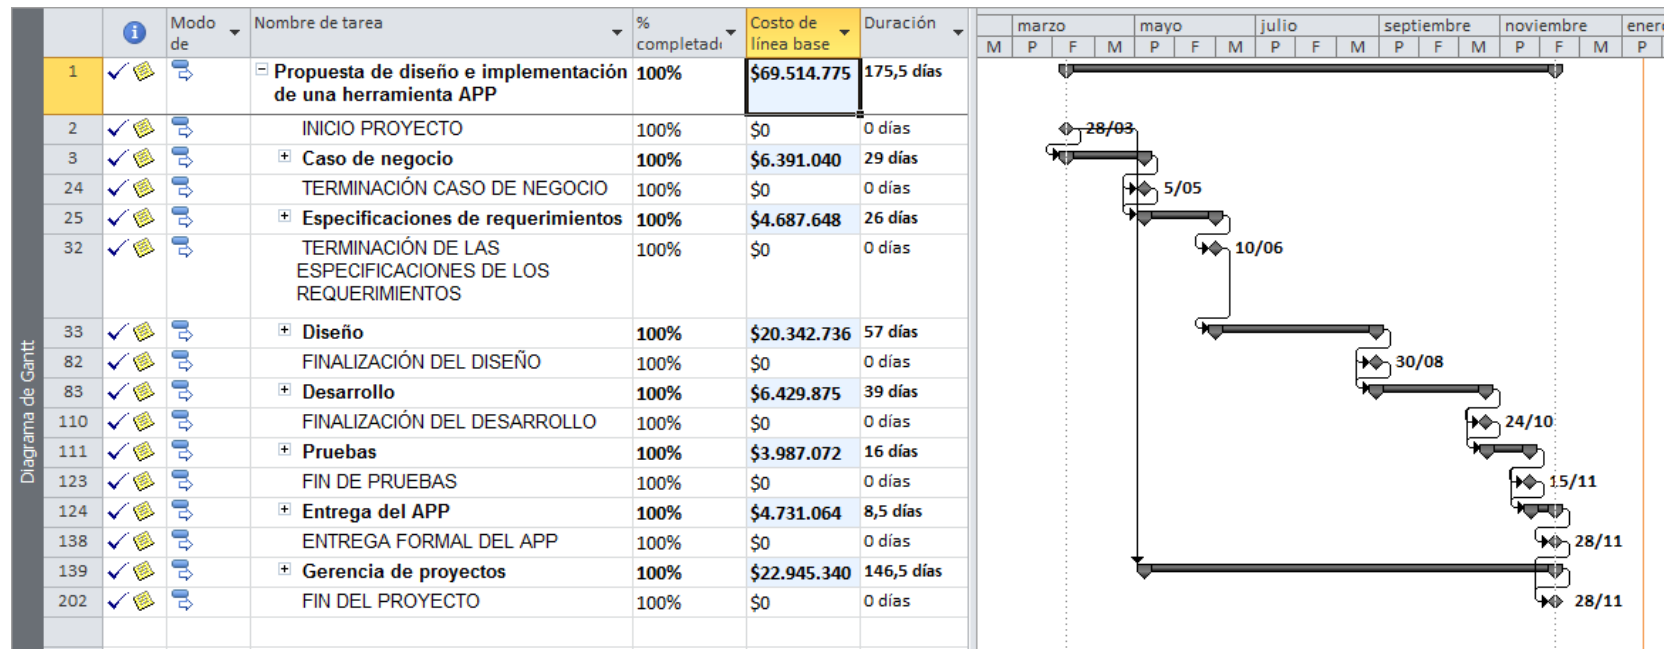 Modo de
Nombre de tarea
% completado
Costo de línea base
Duración
marzo mayo julio septiembre noviembre
M P F M P F M P F M P F M P F M P
1 Propuesta de diseño e implementación 100% $69.514.775 175,5 días
de una herramienta APP
2 INICIO PROYECTO 100% $0 0 días 28/03
3 Caso de negocio 100% $6.391.040 29 días
24 TERMINACIÓN CASO DE NEGOCIO 100% $0 0 días 5/05
25 Especificaciones de requerimientos 100% $4.687.648 26 días
32 TERMINACIÓN DE LAS 100% $0 0 días 10/06
ESPECIFICACIONES DE LOS
REQUERIMIENTOS
33 Diseño 100% $20.342.736 57 días
82 FINALIZACIÓN DEL DISEÑO 100% $0 0 días 30/08
83 Desarrollo 100% $6.429.875 39 días
110 FINALIZACIÓN DEL DESARROLLO 100% $0 0 días 24/10
111 Pruebas 100% $3.987.072 16 días
123 FIN DE PRUEBAS 100% $0 0 días 15/11
124 Entrega del APP 100% $4.731.064 8,5 días
138 ENTREGA FORMAL DEL APP 100% $0 0 días 28/11
139 Gerencia de proyectos 100% $22.945.340 146,5 días
202 FIN DEL PROYECTO 100% $0 0 días 28/11
Diagrama de Gantt